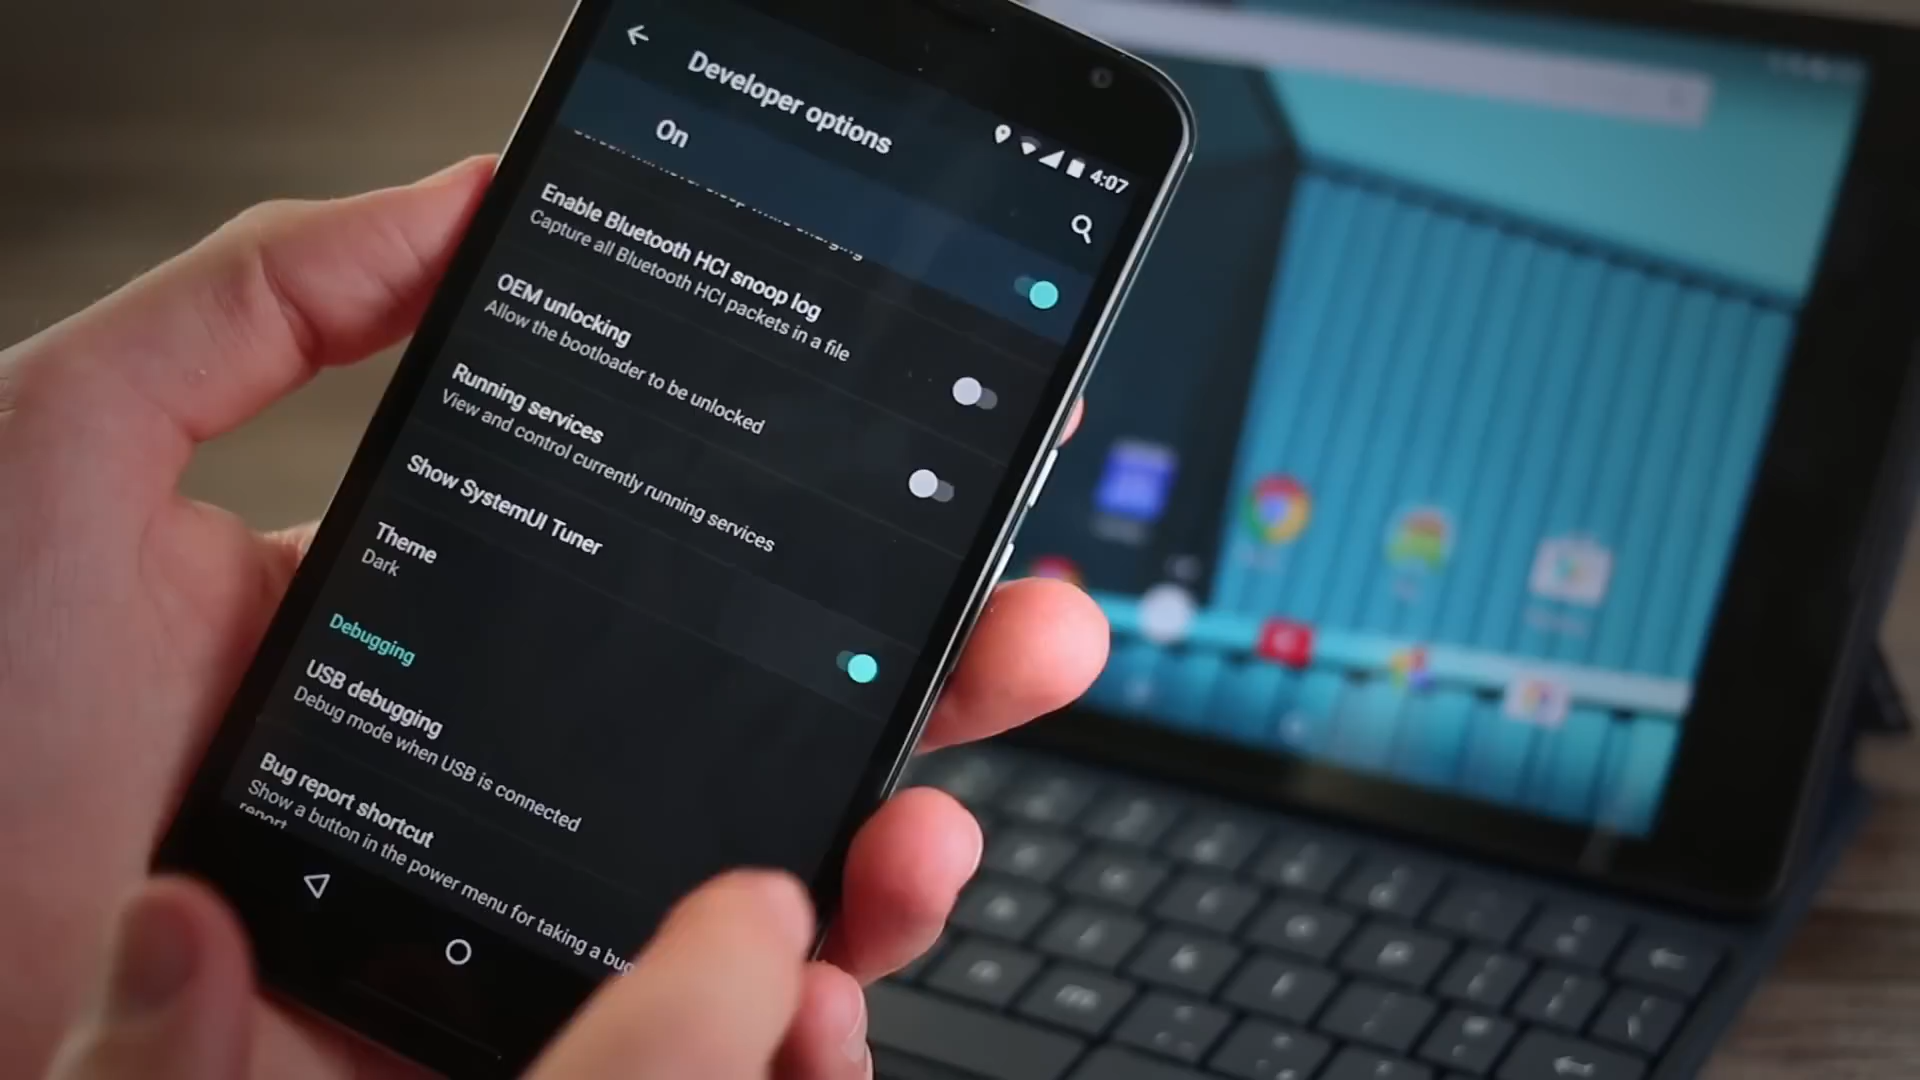 Developer options
4:07
On
Enable Bluetooth HCI snoop log
Capture all Bluetooth HCI packets in a file
OEM unlocking
Allow the bootloader to be unlocked
Running services
View and control currently running services
Show SystemUI Tuner
Theme
Dark
Debugging
USB debugging
Debug mode when USB is connected
Bug report shortcut
Show a button in the power menu for taking a bug
report